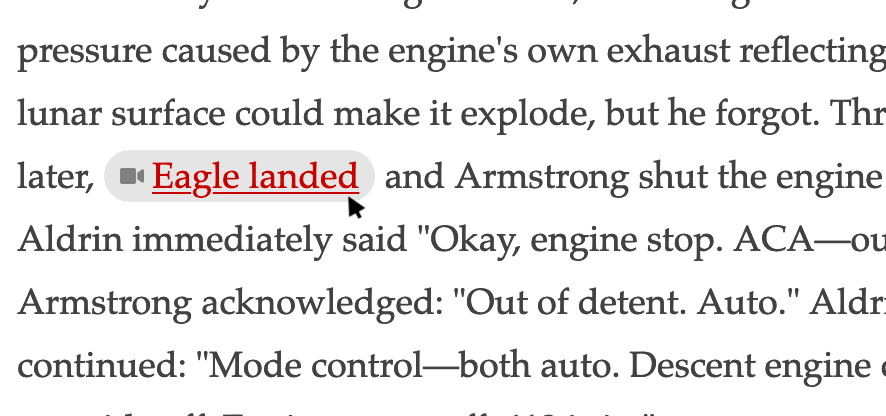 pressure caused by the engine's own exhaust reflecting
lunar surface could make it explode, but he forgot. Thr
later, Eagle landed and Armstrong shut the engine
Aldrin immediately said "Okay, engine stop. ACA—ou
Armstrong acknowledged: "Out of detent. Auto." Aldri
continued: "Mode control—both auto. Descent engine